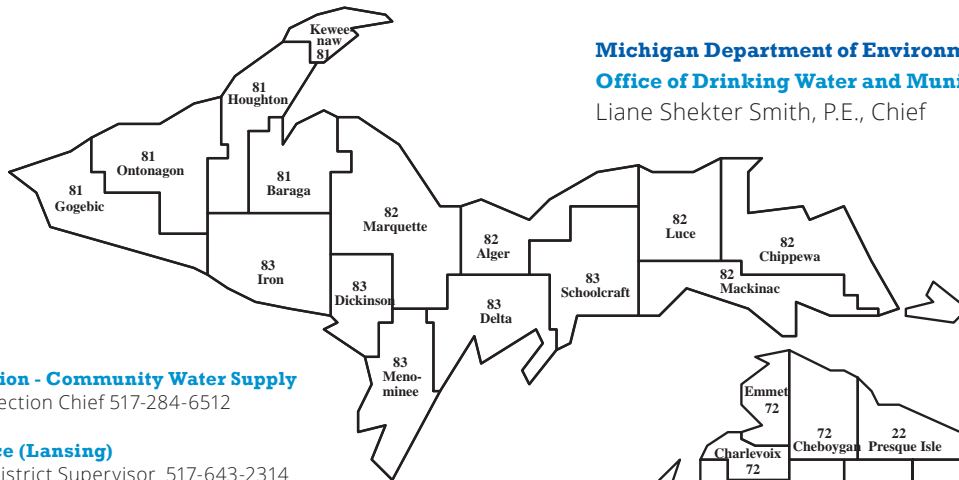 Kewee-
naw
81
Michigan Department of Environm
Office of Drinking Water and Muni
Liane Shekter Smith, P.E., Chief
81
Houghton
81
Ontonagon
81
Baraga
81
Gogebic
82
Marquette
82
Alger
82
Luce
82
Chippewa
82
Mackinac
83
Iron
83
Dickinson
83
Delta
83
Schoolcraft
83
Meno-
minee
ion - Community Water Supply
ection Chief 517-284-6512
ce (Lansing)
istrict Supervisor 517-643-2314
Emmet
72
72
Cheboygan
22
Presque Isle
Charlevoix
72